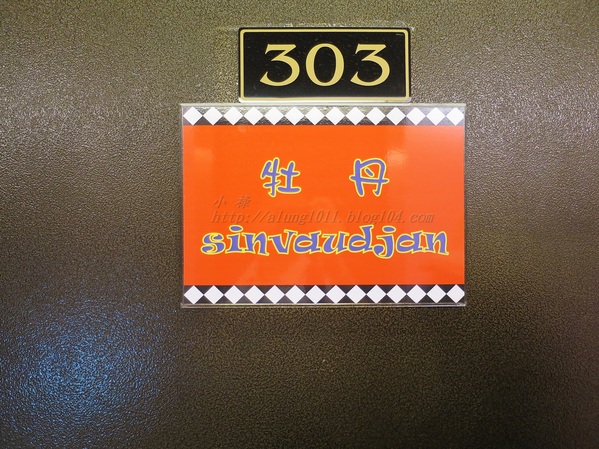 303
牡 丹
小 綠
http://alung1011.blog104.com
sinvaudjan